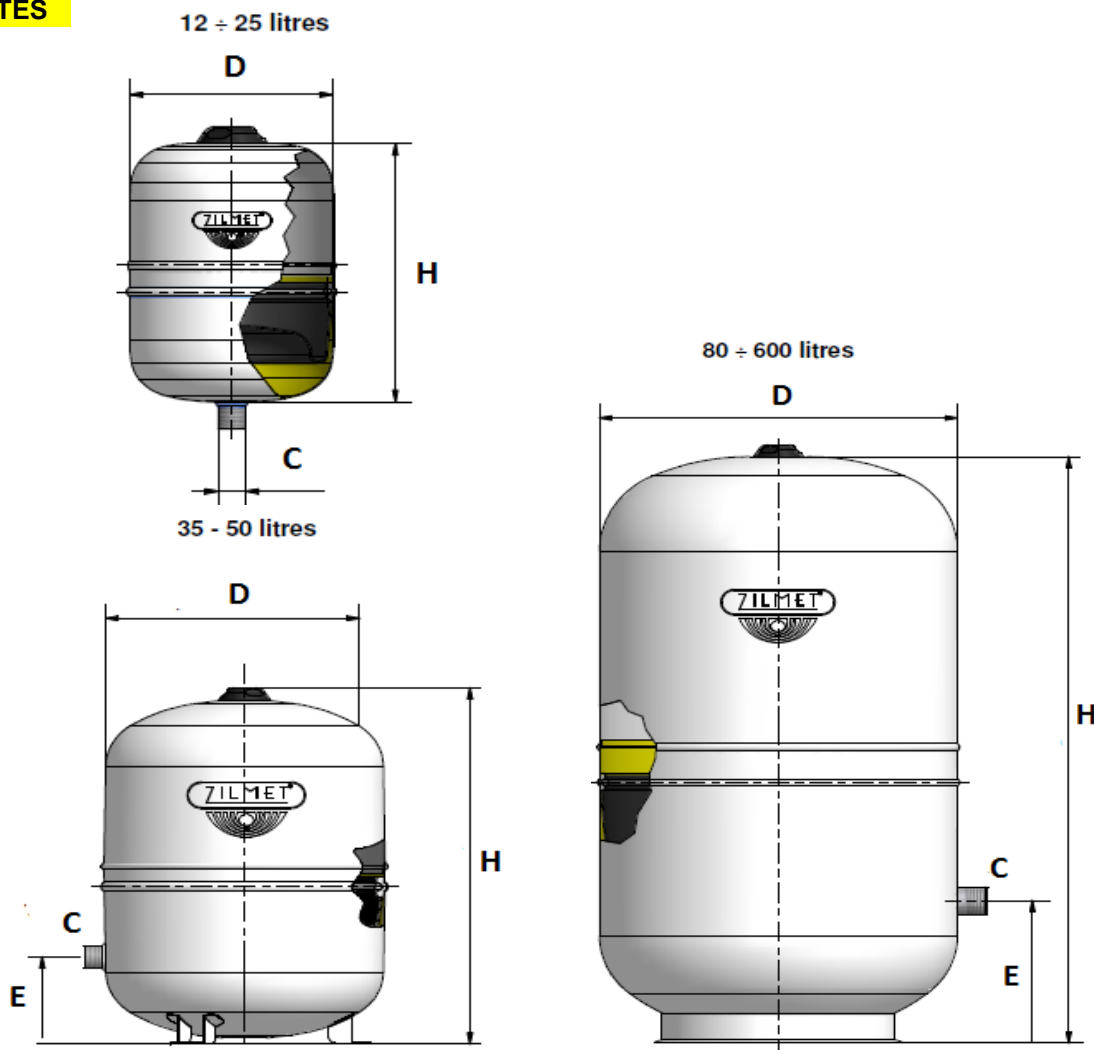 TES
12 ÷ 25 litres
D
ZILMET
H
C
35 - 50 litres
D
ZILMET
H
C
E
80 ÷ 600 litres
D
ZILMET
H
C
E